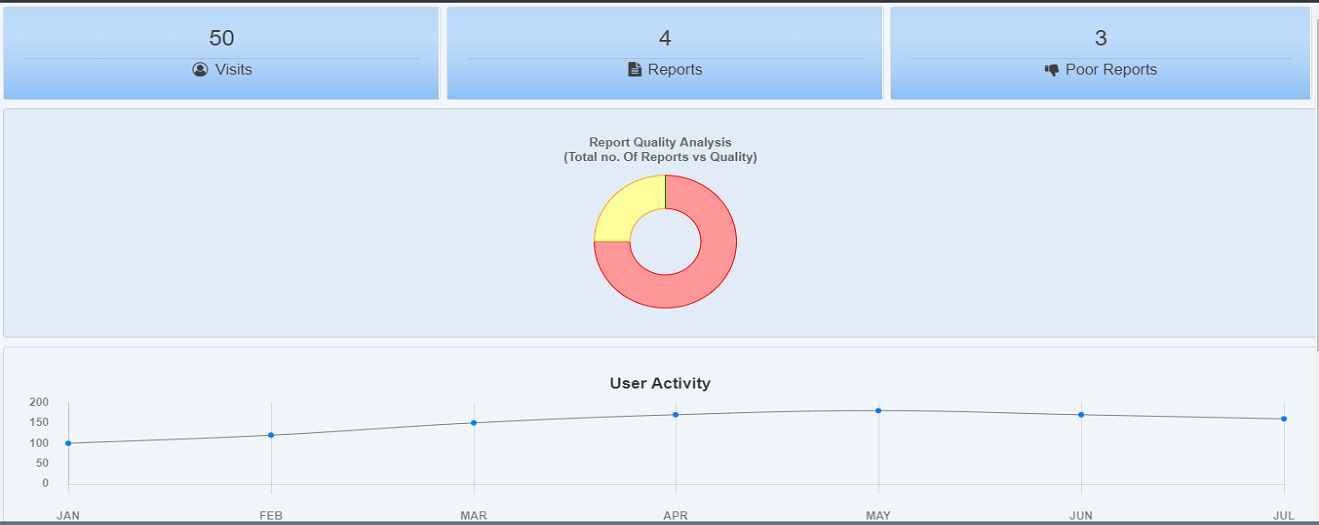 50
Visits
4
Reports
3
Poor Reports
Report Quality Analysis
(Total no. Of Reports vs Quality)
User Activity
200
150
100
50
0
JAN FEB MAR APR MAY JUN JUL